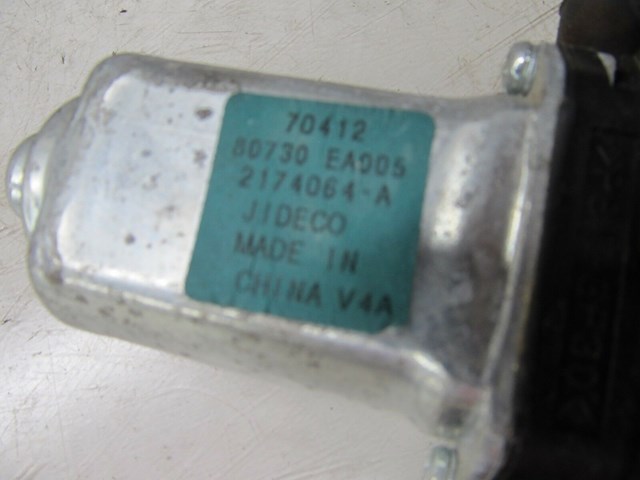 70412
80730 EA005
2174064-A
JIDECO
MADE IN
CHINA V4A